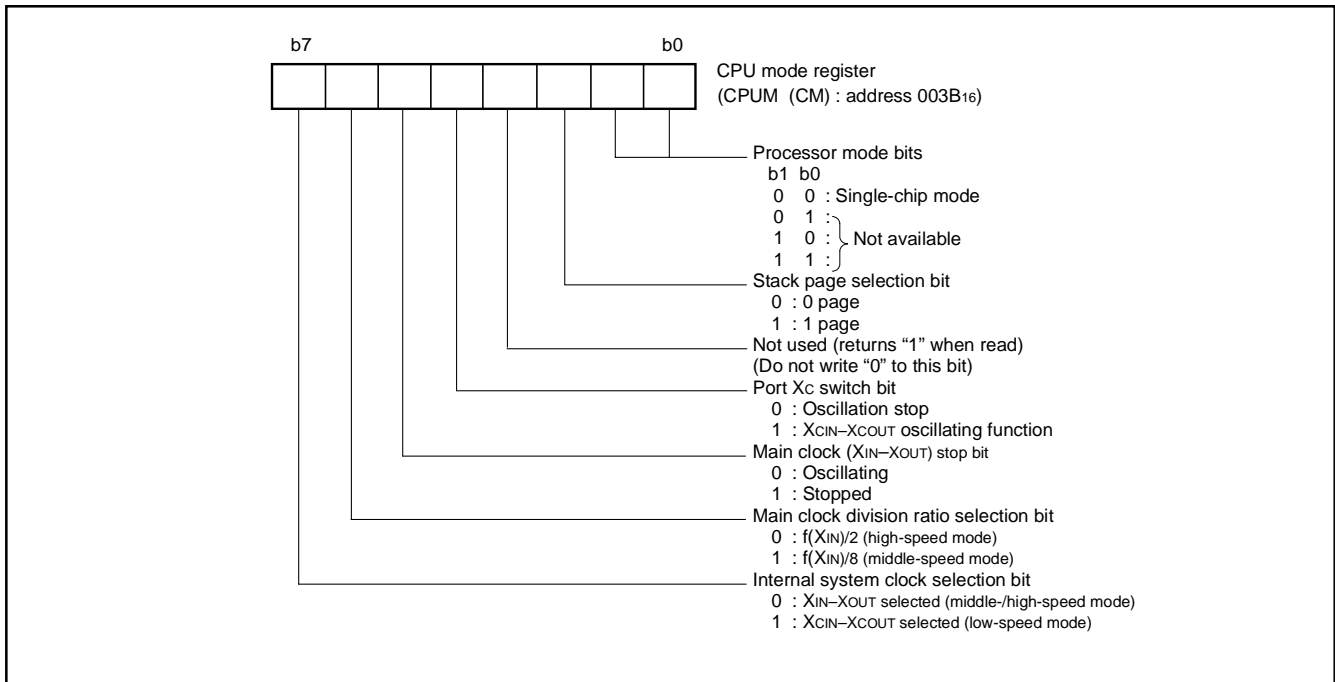 b7 b0
CPU mode register
(CPUM (CM) : address 003B16)
Processor mode bits
b1 b0
0 0 : Single-chip mode
0 1 :
1 0 : Not available
1 1 :
Stack page selection bit
0 : 0 page
1 : 1 page
Not used (returns “1” when read)
(Do not write “0” to this bit)
Port XC switch bit
0 : Oscillation stop
1 : XCIN–XCOUT oscillating function
Main clock (XIN–XOUT) stop bit
0 : Oscillating
1 : Stopped
Main clock division ratio selection bit
0 : f(XIN)/2 (high-speed mode)
1 : f(XIN)/8 (middle-speed mode)
Internal system clock selection bit
0 : XIN–XOUT selected (middle-/high-speed mode)
1 : XCIN–XCOUT selected (low-speed mode)